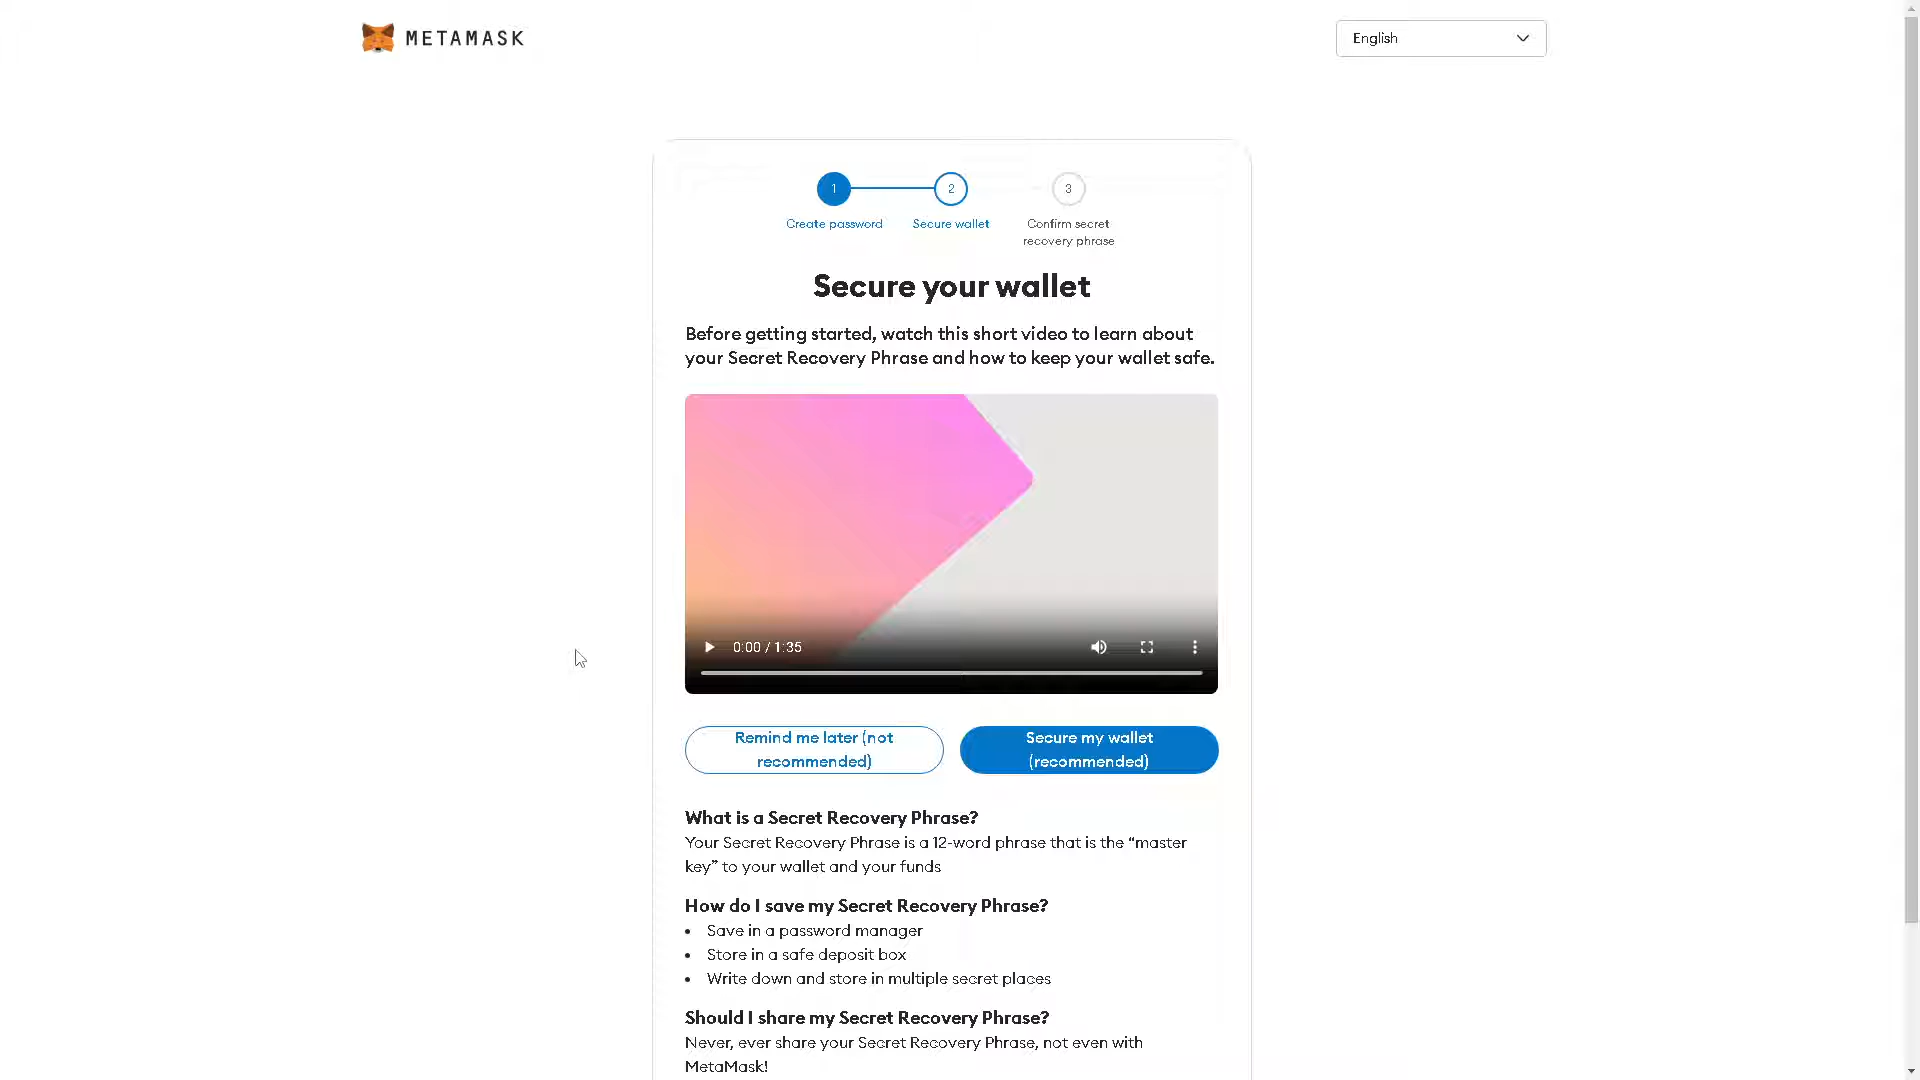 METAMASK
English
1
2
3
Create password
Secure wallet
Confirm secret
recovery phrase
Secure your wallet
Before getting started, watch this short video to learn about
your Secret Recovery Phrase and how to keep your wallet safe.
0:00 / 1:35
Remind me later (not
recommended)
Secure my wallet
(recommended)
What is a Secret Recovery Phrase?
Your Secret Recovery Phrase is a 12-word phrase that is the “master
key” to your wallet and your funds
How do I save my Secret Recovery Phrase?
• Save in a password manager
• Store in a safe deposit box
• Write down and store in multiple secret places
Should I share my Secret Recovery Phrase?
Never, ever share your Secret Recovery Phrase, not even with
MetaMask!